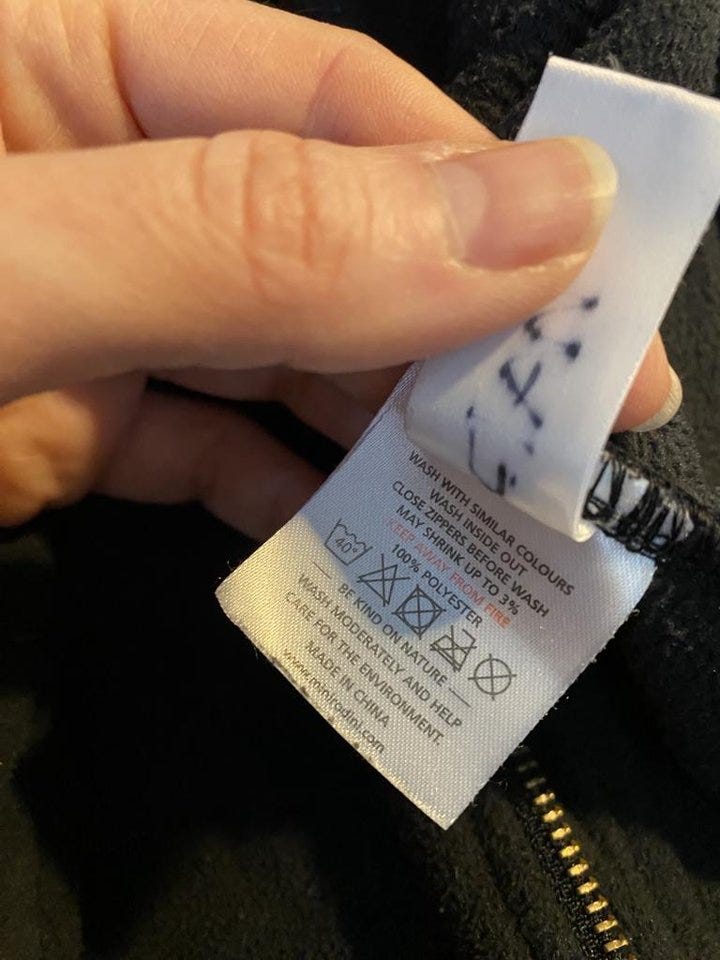 WASH WITH SIMILAR COLOURS
WASH INSIDE OUT
CLOSE ZIPPERS BEFORE WASH
MAY SHRINK UP TO 3%
KEEP AWAY FROM FIRE
100% POLYESTER
40°
BE KIND ON NATURE
WASH MODERATELY AND HELP
CARE FOR THE ENVIRONMENT.
MADE IN CHINA
www.minirodini.com